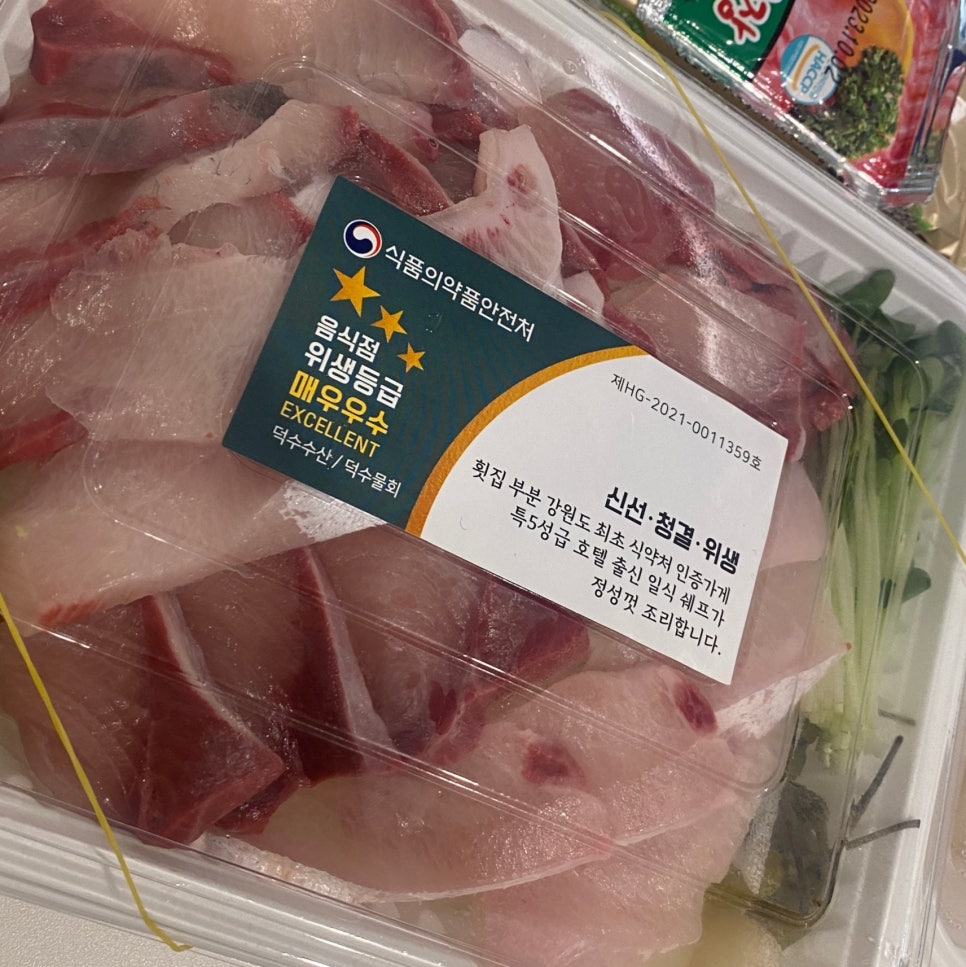 장
2023.10.02
HACCP
식품의약품안전처
음식점
위생등급
매우우수
EXCELLENT
덕수수산 / 덕수물회
제HG-2021-0011359호
신선·청결·위생
횟집 부분 강원도 최초 식약처 인증가게
특5성급 호텔 출신 일식 쉐프가
정성껏 조리합니다.